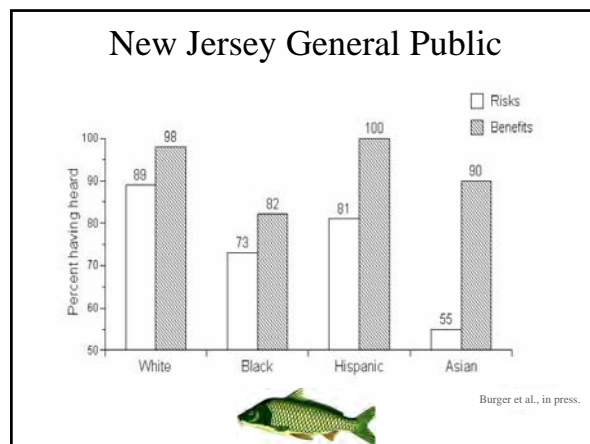 New Jersey General Public
Risks
Benefits
Percent having heard
100
90
80
70
60
50
89
98
73
82
81
100
55
90
White
Black
Hispanic
Asian
Burger et al., in press.